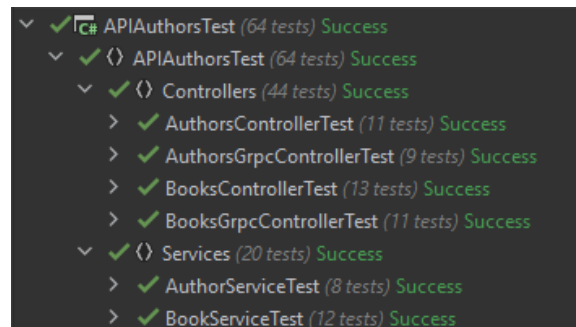 C# APIAuthorsTest (64 tests) Success
APIAuthorsTest (64 tests) Success
Controllers (44 tests) Success
AuthorsControllerTest (11 tests) Success
AuthorsGrpcControllerTest (9 tests) Success
BooksControllerTest (13 tests) Success
BooksGrpcControllerTest (11 tests) Success
Services (20 tests) Success
AuthorServiceTest (8 tests) Success
BookServiceTest (12 tests) Success